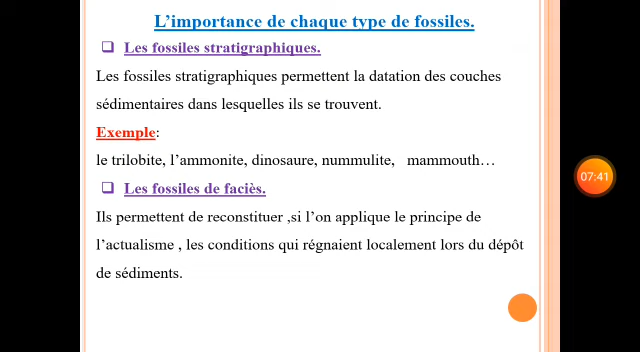 L’importance de chaque type de fossiles.
Les fossiles stratigraphiques.
Les fossiles stratigraphiques permettent la datation des couches
sédimentaires dans lesquelles ils se trouvent.
Exemple:
le trilobite, l’ammonite, dinosaure, nummulite, mammouth…
Les fossiles de faciès.
Ils permettent de reconstituer ,si l’on applique le principe de
l’actualisme , les conditions qui régnaient localement lors du dépôt
de sédiments.
07:41